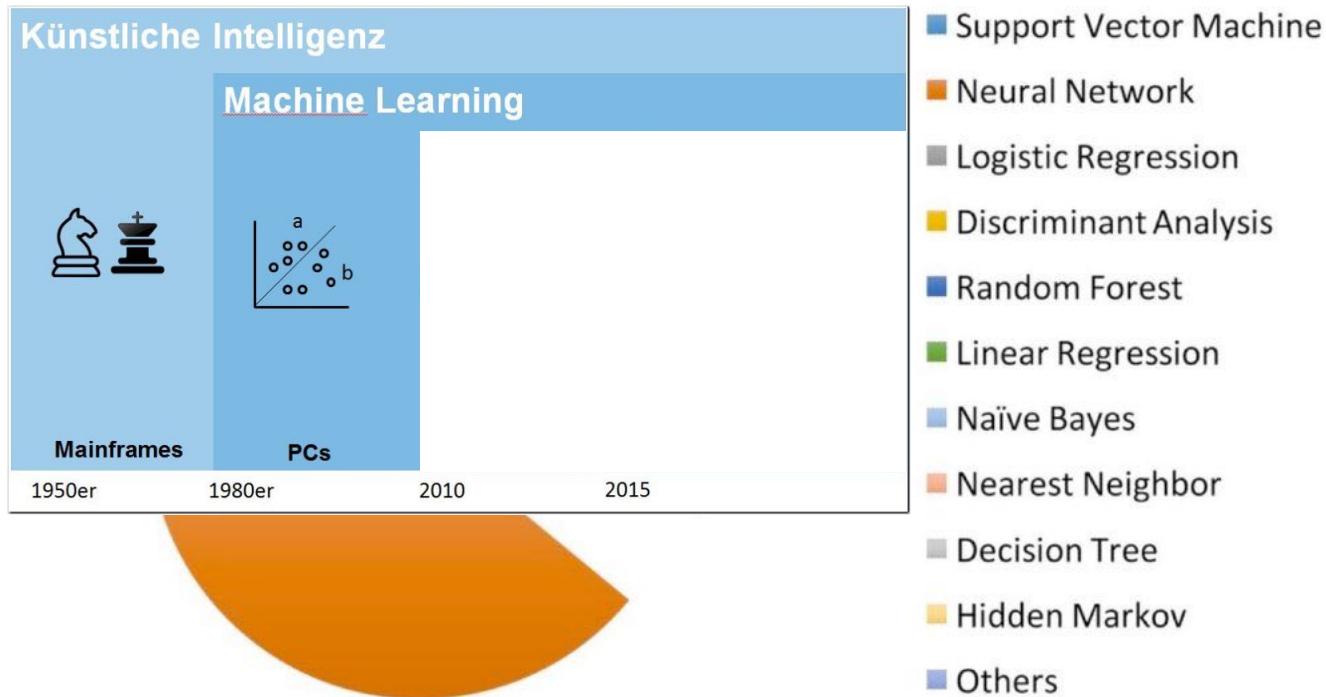 Künstliche Intelligenz
Machine Learning
a
b
Mainframes
PCs
1950er
1980er
2010
2015
Support Vector Machine
Neural Network
Logistic Regression
Discriminant Analysis
Random Forest
Linear Regression
Naïve Bayes
Nearest Neighbor
Decision Tree
Hidden Markov
Others